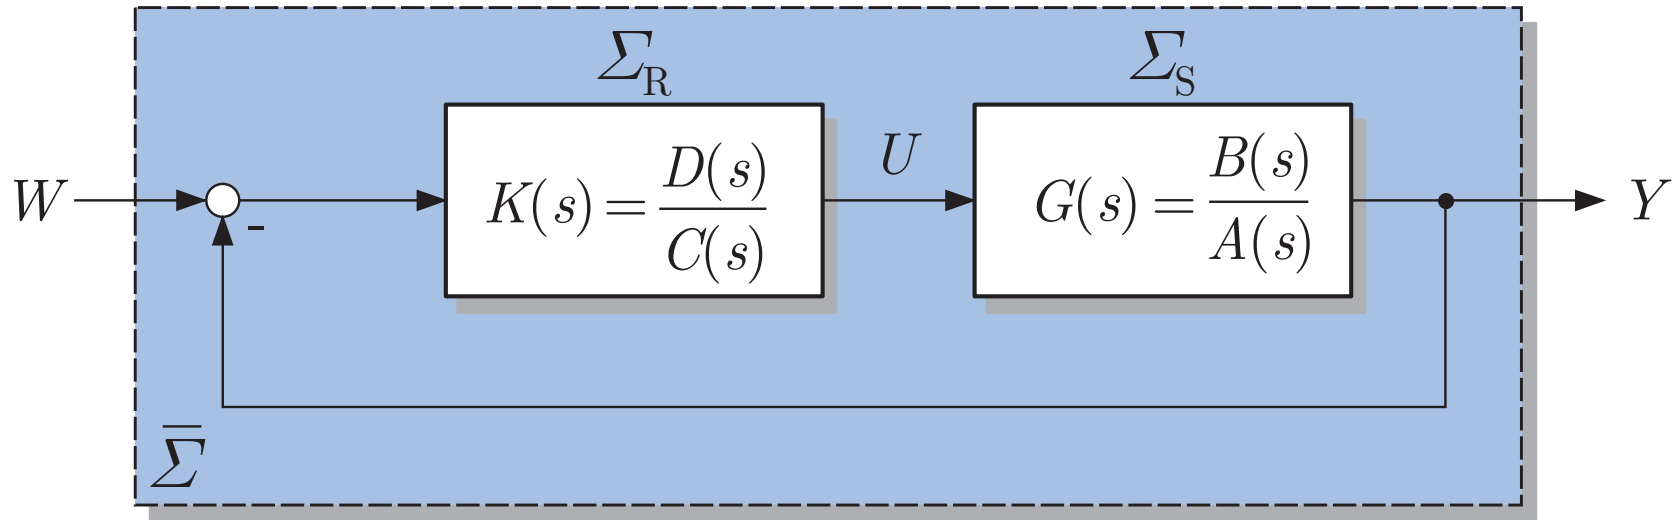 Σ_R
Σ_S
W
-
K(s) = D(s)/C(s)
U
G(s) = B(s)/A(s)
Y
Σ̅